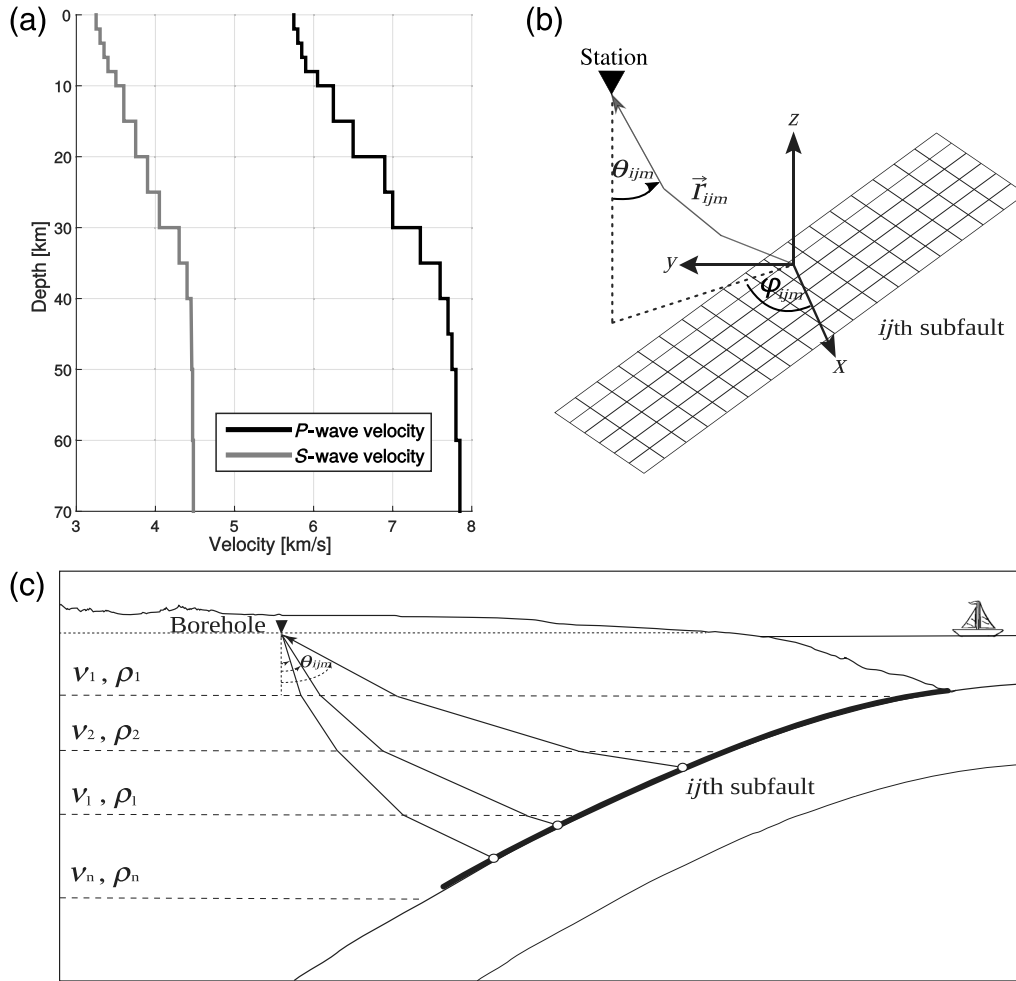 (a)
0
10
20
30
40
50
60
70
Depth [km]
P-wave velocity
S-wave velocity
3 4 5 6 7 8
Velocity [km/s]
(b)
Station
z
θijm
r⃗ijm
y
φijm
ijth subfault
x
(c)
Borehole
θijm
ν1 , ρ1
ν2 , ρ2
ijth subfault
ν1 , ρ1
νn , ρn